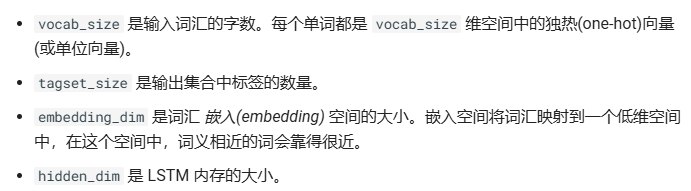 • vocab_size 是输入词汇的字数。每个单词都是 vocab_size 维空间中的独热(one-hot)向量
(或单位向量)。
• tagset_size 是输出集合中标签的数量。
• embedding_dim 是词汇 嵌入(embedding) 空间的大小。嵌入空间将词汇映射到一个低维空间
中，在这个空间中，词义相近的词会靠得很近。
• hidden_dim 是 LSTM 内存的大小。